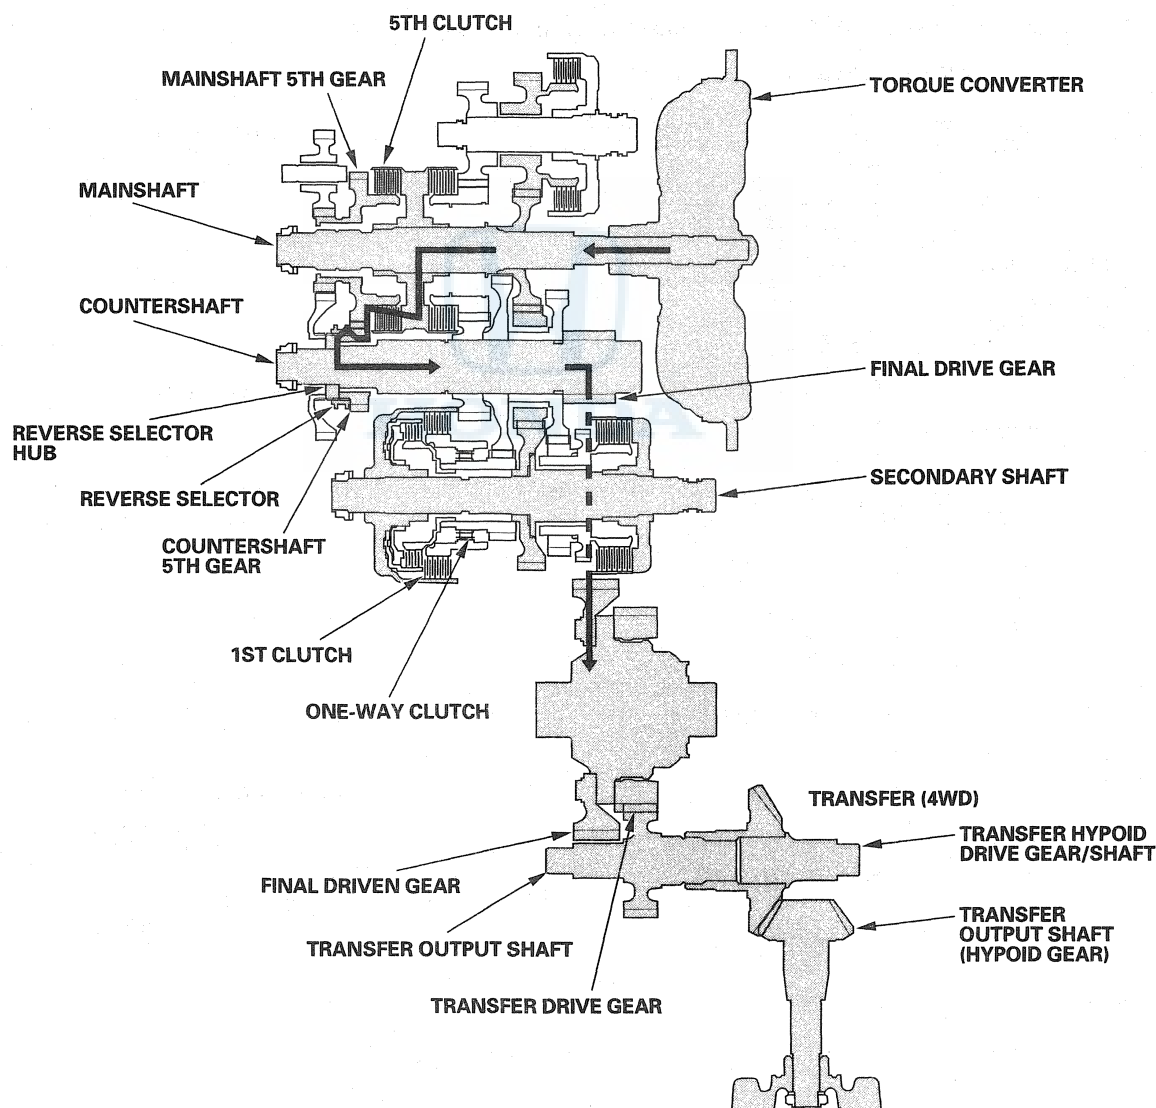 5TH CLUTCH
MAINSHAFT 5TH GEAR
TORQUE CONVERTER
MAINSHAFT
COUNTERSHAFT
FINAL DRIVE GEAR
HONDA
REVERSE SELECTOR
HUB
SECONDARY SHAFT
REVERSE SELECTOR
COUNTERSHAFT
5TH GEAR
1ST CLUTCH
ONE-WAY CLUTCH
TRANSFER (4WD)
TRANSFER HYPOID
DRIVE GEAR/SHAFT
FINAL DRIVEN GEAR
TRANSFER
OUTPUT SHAFT
(HYPOID GEAR)
TRANSFER OUTPUT SHAFT
TRANSFER DRIVE GEAR